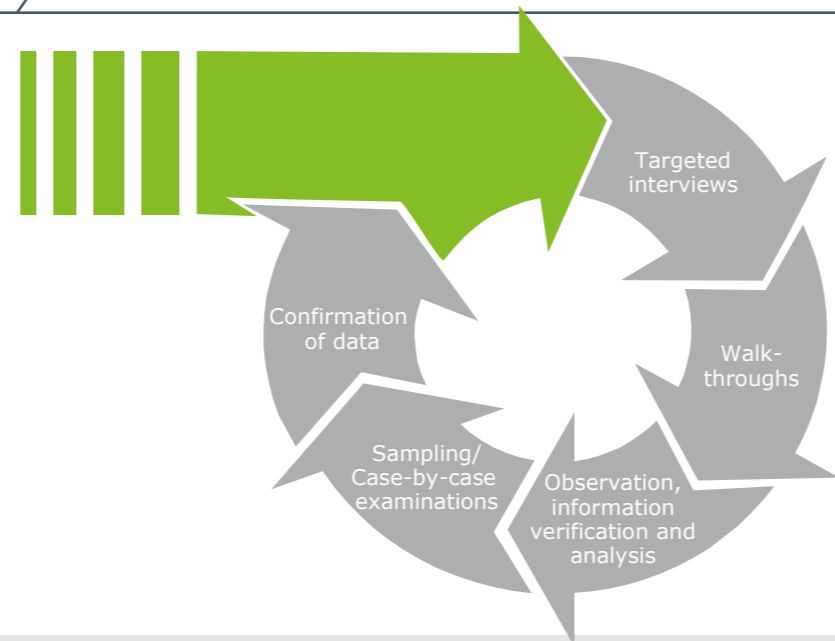 Targeted
interviews
Walk-
throughs
Observation,
information
verification and
analysis
Sampling/
Case-by-case
examinations
Confirmation
of data